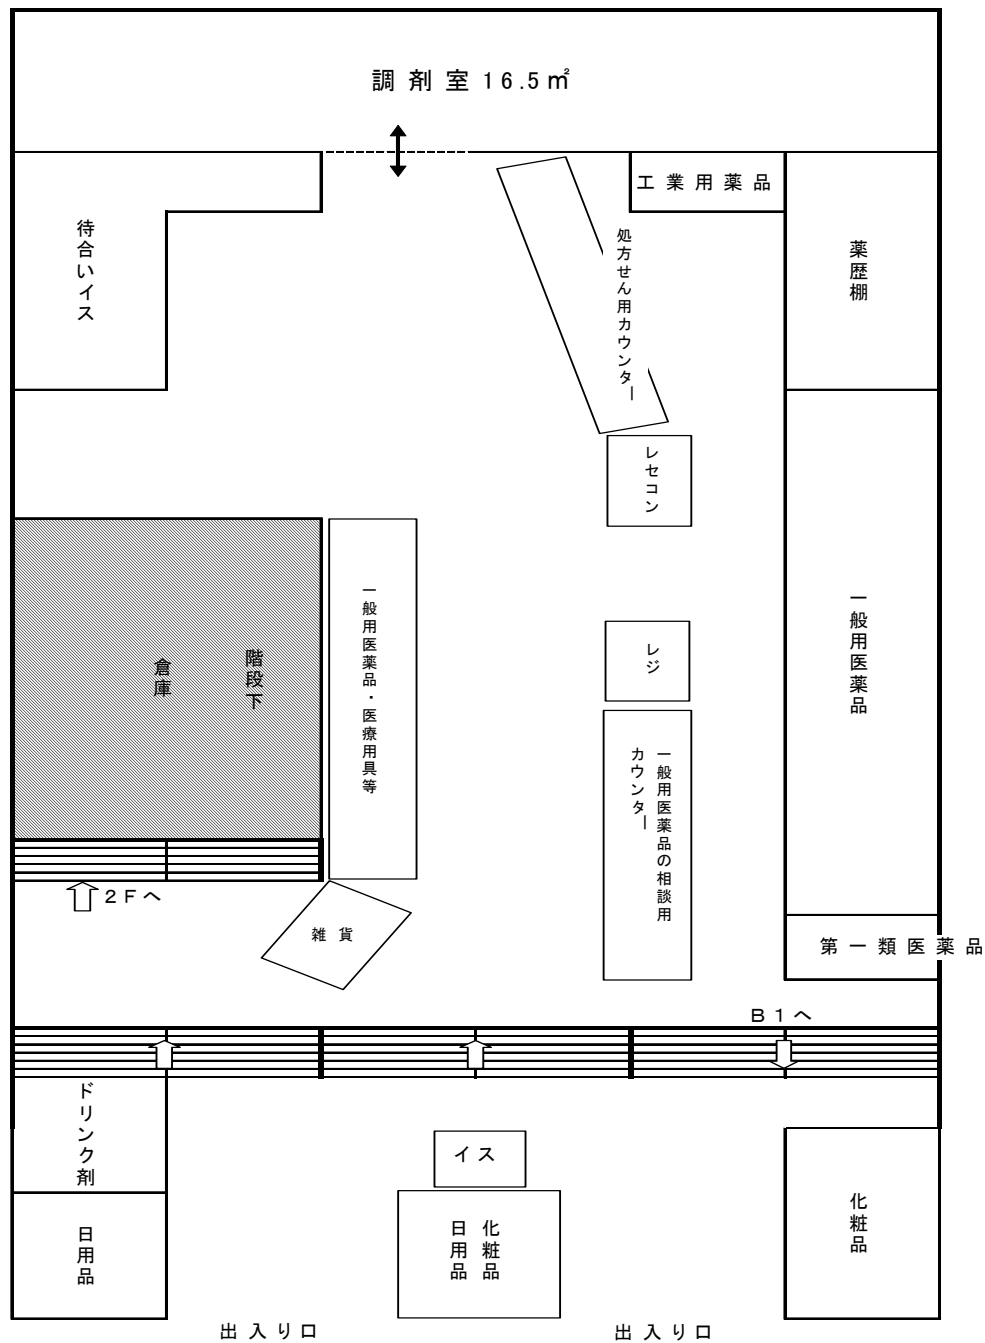 調剤室16.5㎡
工業用薬品
待合いイス
処方せん用カウンター
薬歴棚
レセコン
一般用医薬品・医療用具等
一般用医薬品
レジ
階段下
倉庫
一般用医薬品の相談用
カウンター
2Fへ
雑貨
第一類医薬品
B1へ
ドリンク剤
イス
化粧品
化粧品
日用品
日用品
出入り口
出入り口